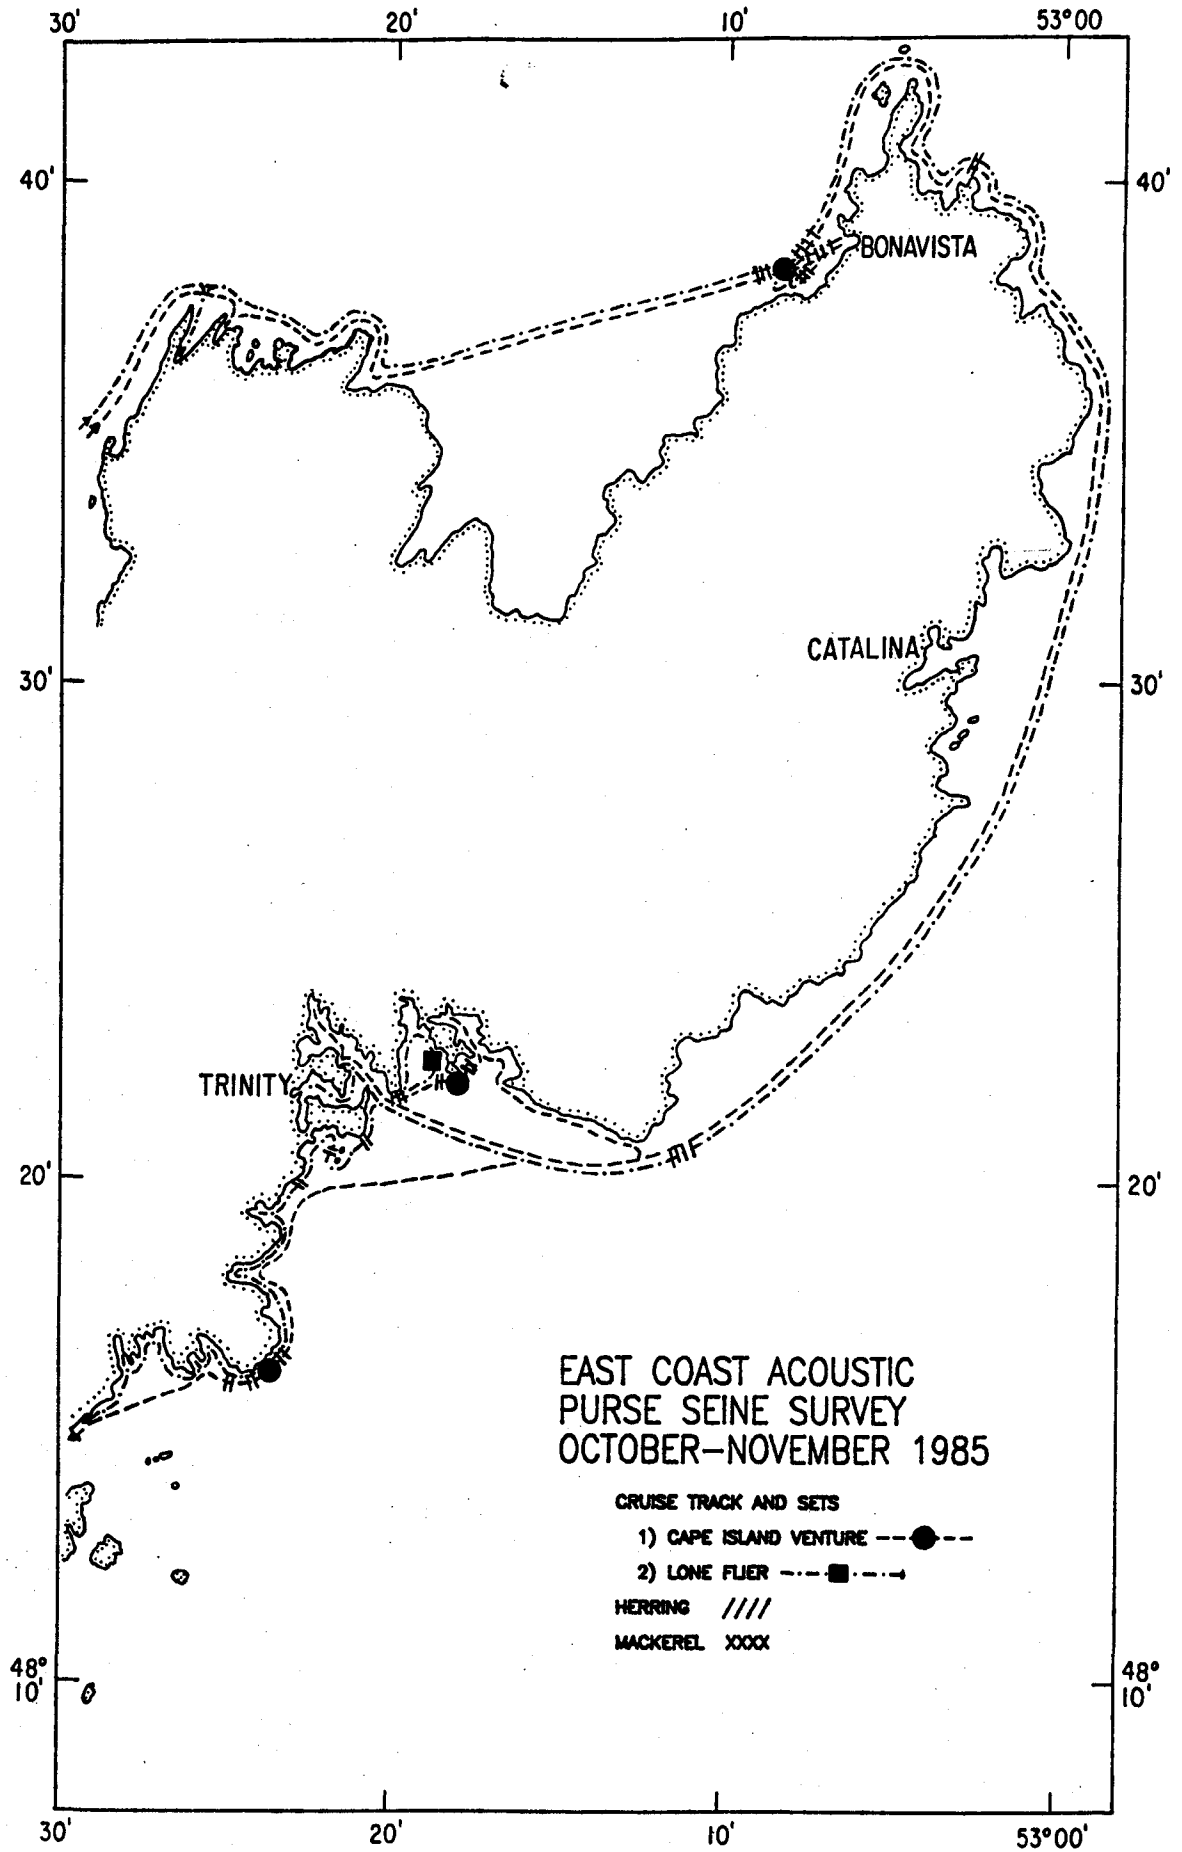 30' 20' 10' 53°00'
40' 40'
BONAVISTA
CATALINA
30' 30'
TRINITY
20' 20'
EAST COAST ACOUSTIC
PURSE SEINE SURVEY
OCTOBER–NOVEMBER 1985
CRUISE TRACK AND SETS
1) CAPE ISLAND VENTURE
2) LONE FLIER
HERRING ////
MACKEREL XXXX
48° 48°
10' 10'
30' 20' 10' 53°00'